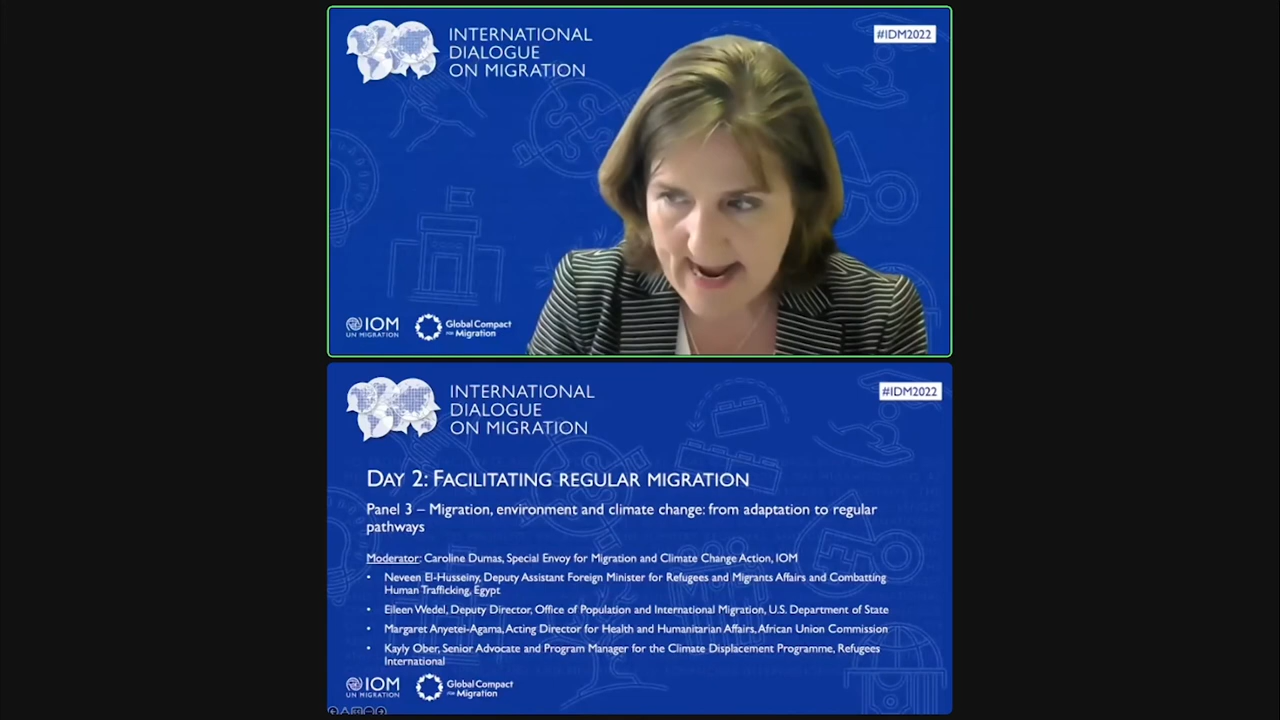 INTERNATIONAL
DIALOGUE
ON MIGRATION
#IDM2022
IOM
UN MIGRATION
Global Compact
FOR Migration
INTERNATIONAL
DIALOGUE
ON MIGRATION
#IDM2022
DAY 2: FACILITATING REGULAR MIGRATION
Panel 3 – Migration, environment and climate change: from adaptation to regular
pathways
Moderator: Caroline Dumas, Special Envoy for Migration and Climate Change Action, IOM
• Neveen El-Husseiny, Deputy Assistant Foreign Minister for Refugees and Migrants Affairs and Combatting
Human Trafficking, Egypt
• Eileen Wedel, Deputy Director, Office of Population and International Migration, U.S. Department of State
• Margaret Anyetei-Agama, Acting Director for Health and Humanitarian Affairs, African Union Commission
• Kayly Ober, Senior Advocate and Program Manager for the Climate Displacement Programme, Refugees
International
IOM
UN MIGRATION
Global Compact
FOR Migration